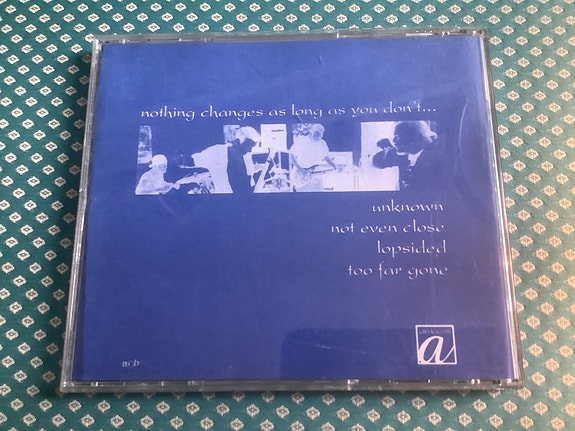 nothing changes as long as you don't...
unknown
not even close
lopsided
too far gone
a